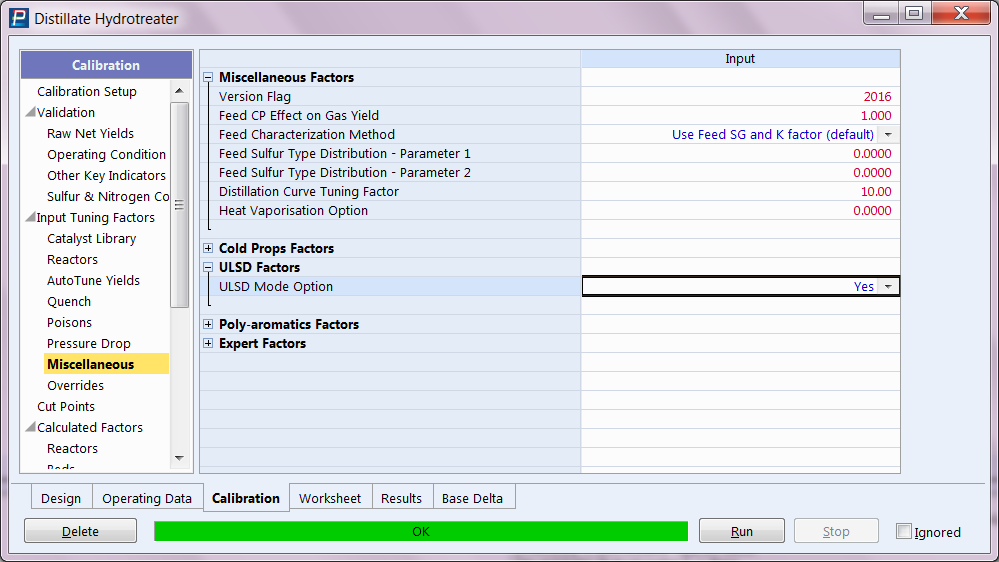 Distillate Hydrotreater
Calibration
Calibration Setup
Validation
Raw Net Yields
Operating Condition
Other Key Indicators
Sulfur & Nitrogen Co
Input Tuning Factors
Catalyst Library
Reactors
AutoTune Yields
Quench
Poisons
Pressure Drop
Miscellaneous
Overrides
Cut Points
Calculated Factors
Reactors
Beds
Input
Miscellaneous Factors
Version Flag 2016
Feed CP Effect on Gas Yield 1.000
Feed Characterization Method Use Feed SG and K factor (default)
Feed Sulfur Type Distribution - Parameter 1 0.0000
Feed Sulfur Type Distribution - Parameter 2 0.0000
Distillation Curve Tuning Factor 10.00
Heat Vaporisation Option 0.0000
Cold Props Factors
ULSD Factors
ULSD Mode Option Yes
Poly-aromatics Factors
Expert Factors
Design Operating Data Calibration Worksheet Results Base Delta
Delete OK Run Stop Ignored